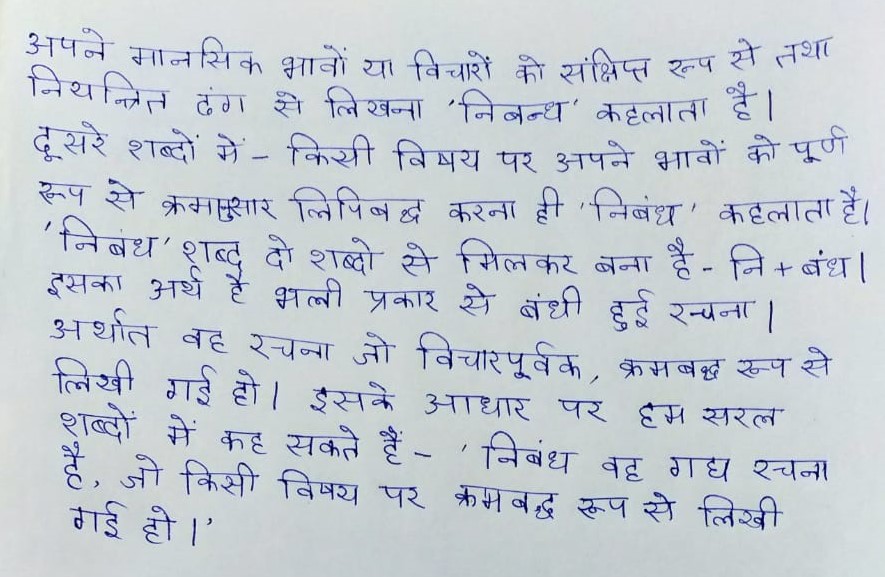 अपने मानसिक भावों या विचारों को संक्षिप्त रूप से तथा
नियन्त्रित ढंग से लिखना 'निबन्ध' कहलाता है।
दूसरे शब्दों में - किसी विषय पर अपने भावों को पूर्ण
रूप से क्रमानुसार लिपिबद्ध करना ही 'निबंध' कहलाता है।
'निबंध' शब्द दो शब्दो से मिलकर बना है - नि + बंध।
इसका अर्थ है भली प्रकार से बंधी हुई रचना।
अर्थात वह रचना जो विचारपूर्वक, क्रमबद्ध रूप से
लिखी गई हो। इसके आधार पर हम सरल
शब्दों में कह सकते हैं - 'निबंध वह गद्य रचना
है, जो किसी विषय पर क्रमबद्ध रूप से लिखी
गई हो।'